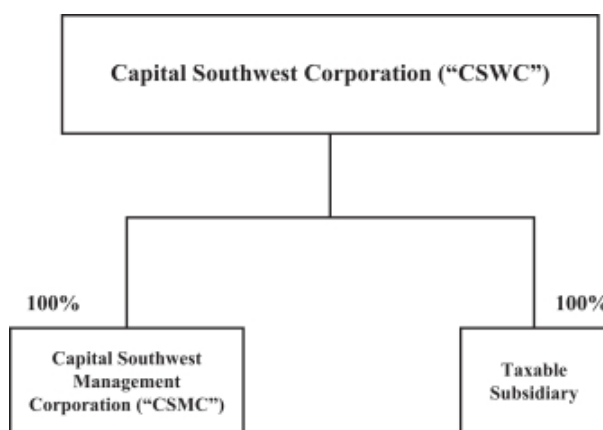 Capital Southwest Corporation (“CSWC”)
100%
100%
Capital Southwest
Management
Corporation (“CSMC”)
Taxable
Subsidiary